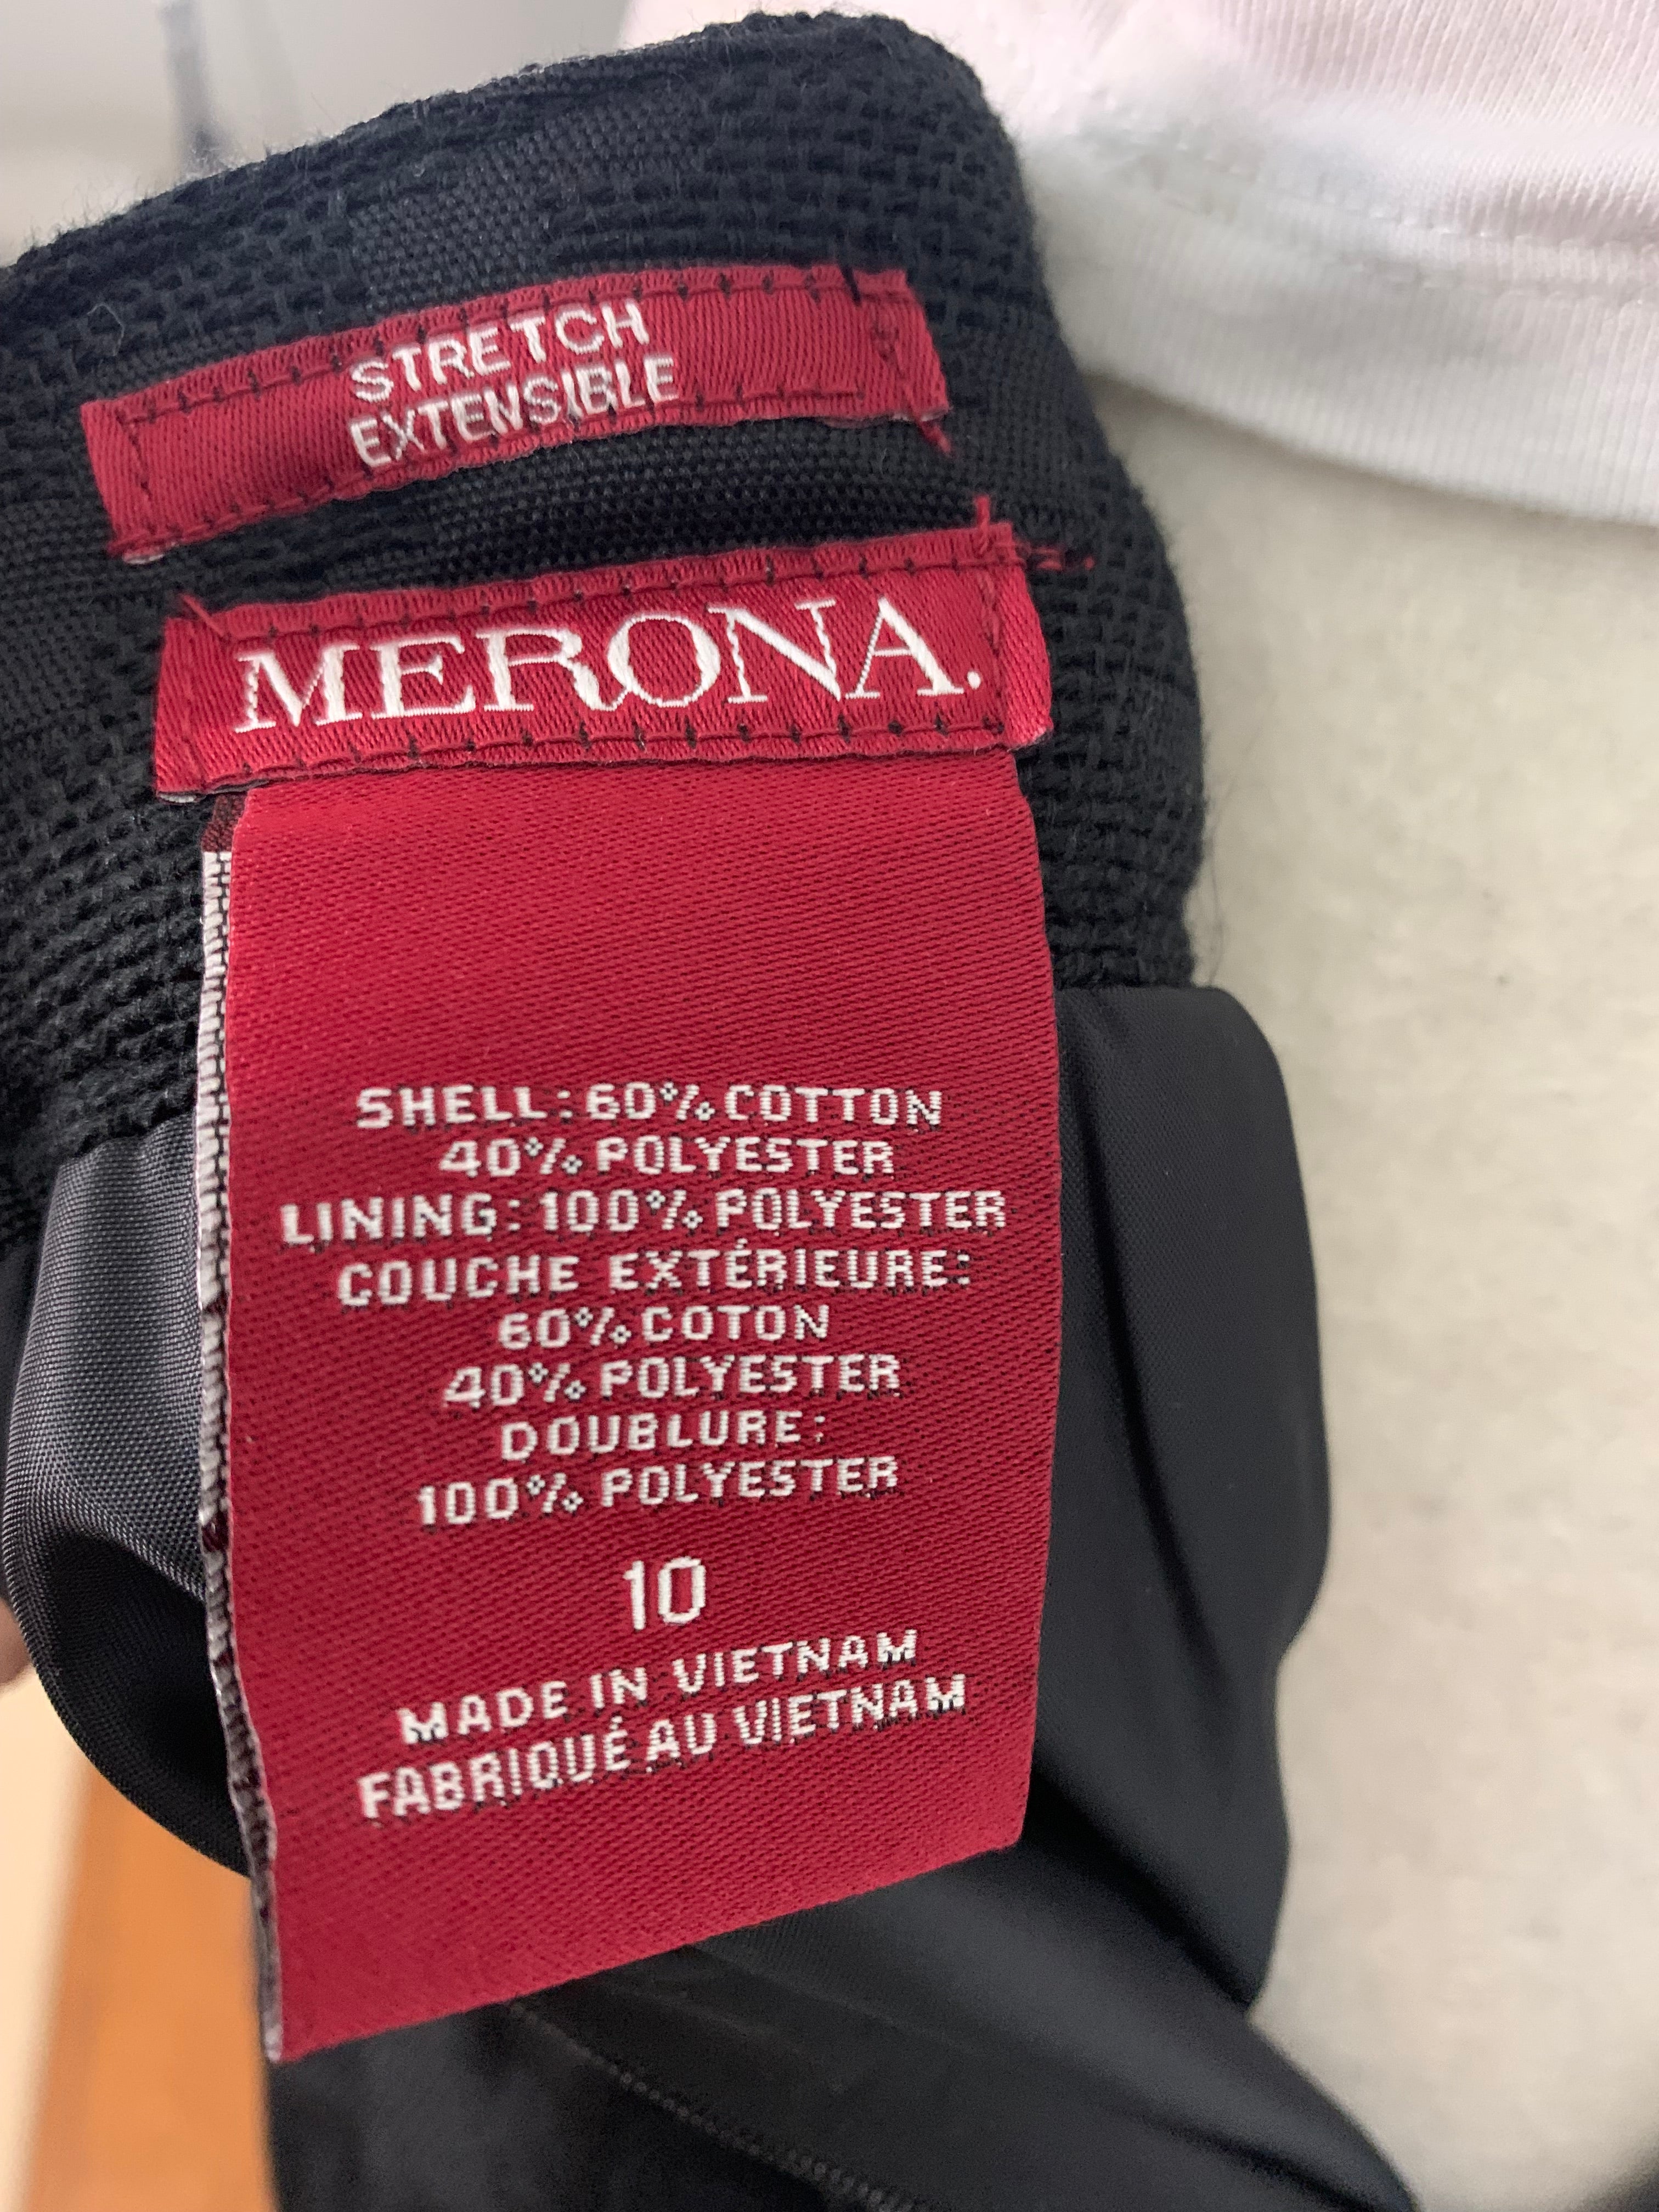 STRETCH
EXTENSIBLE
MERONA.
SHELL: 60% COTTON
40% POLYESTER
LINING: 100% POLYESTER
COUCHE EXTÉRIEURE:
60% COTON
40% POLYESTER
DOUBLURE:
100% POLYESTER
10
MADE IN VIETNAM
FABRIQUÉ AU VIETNAM